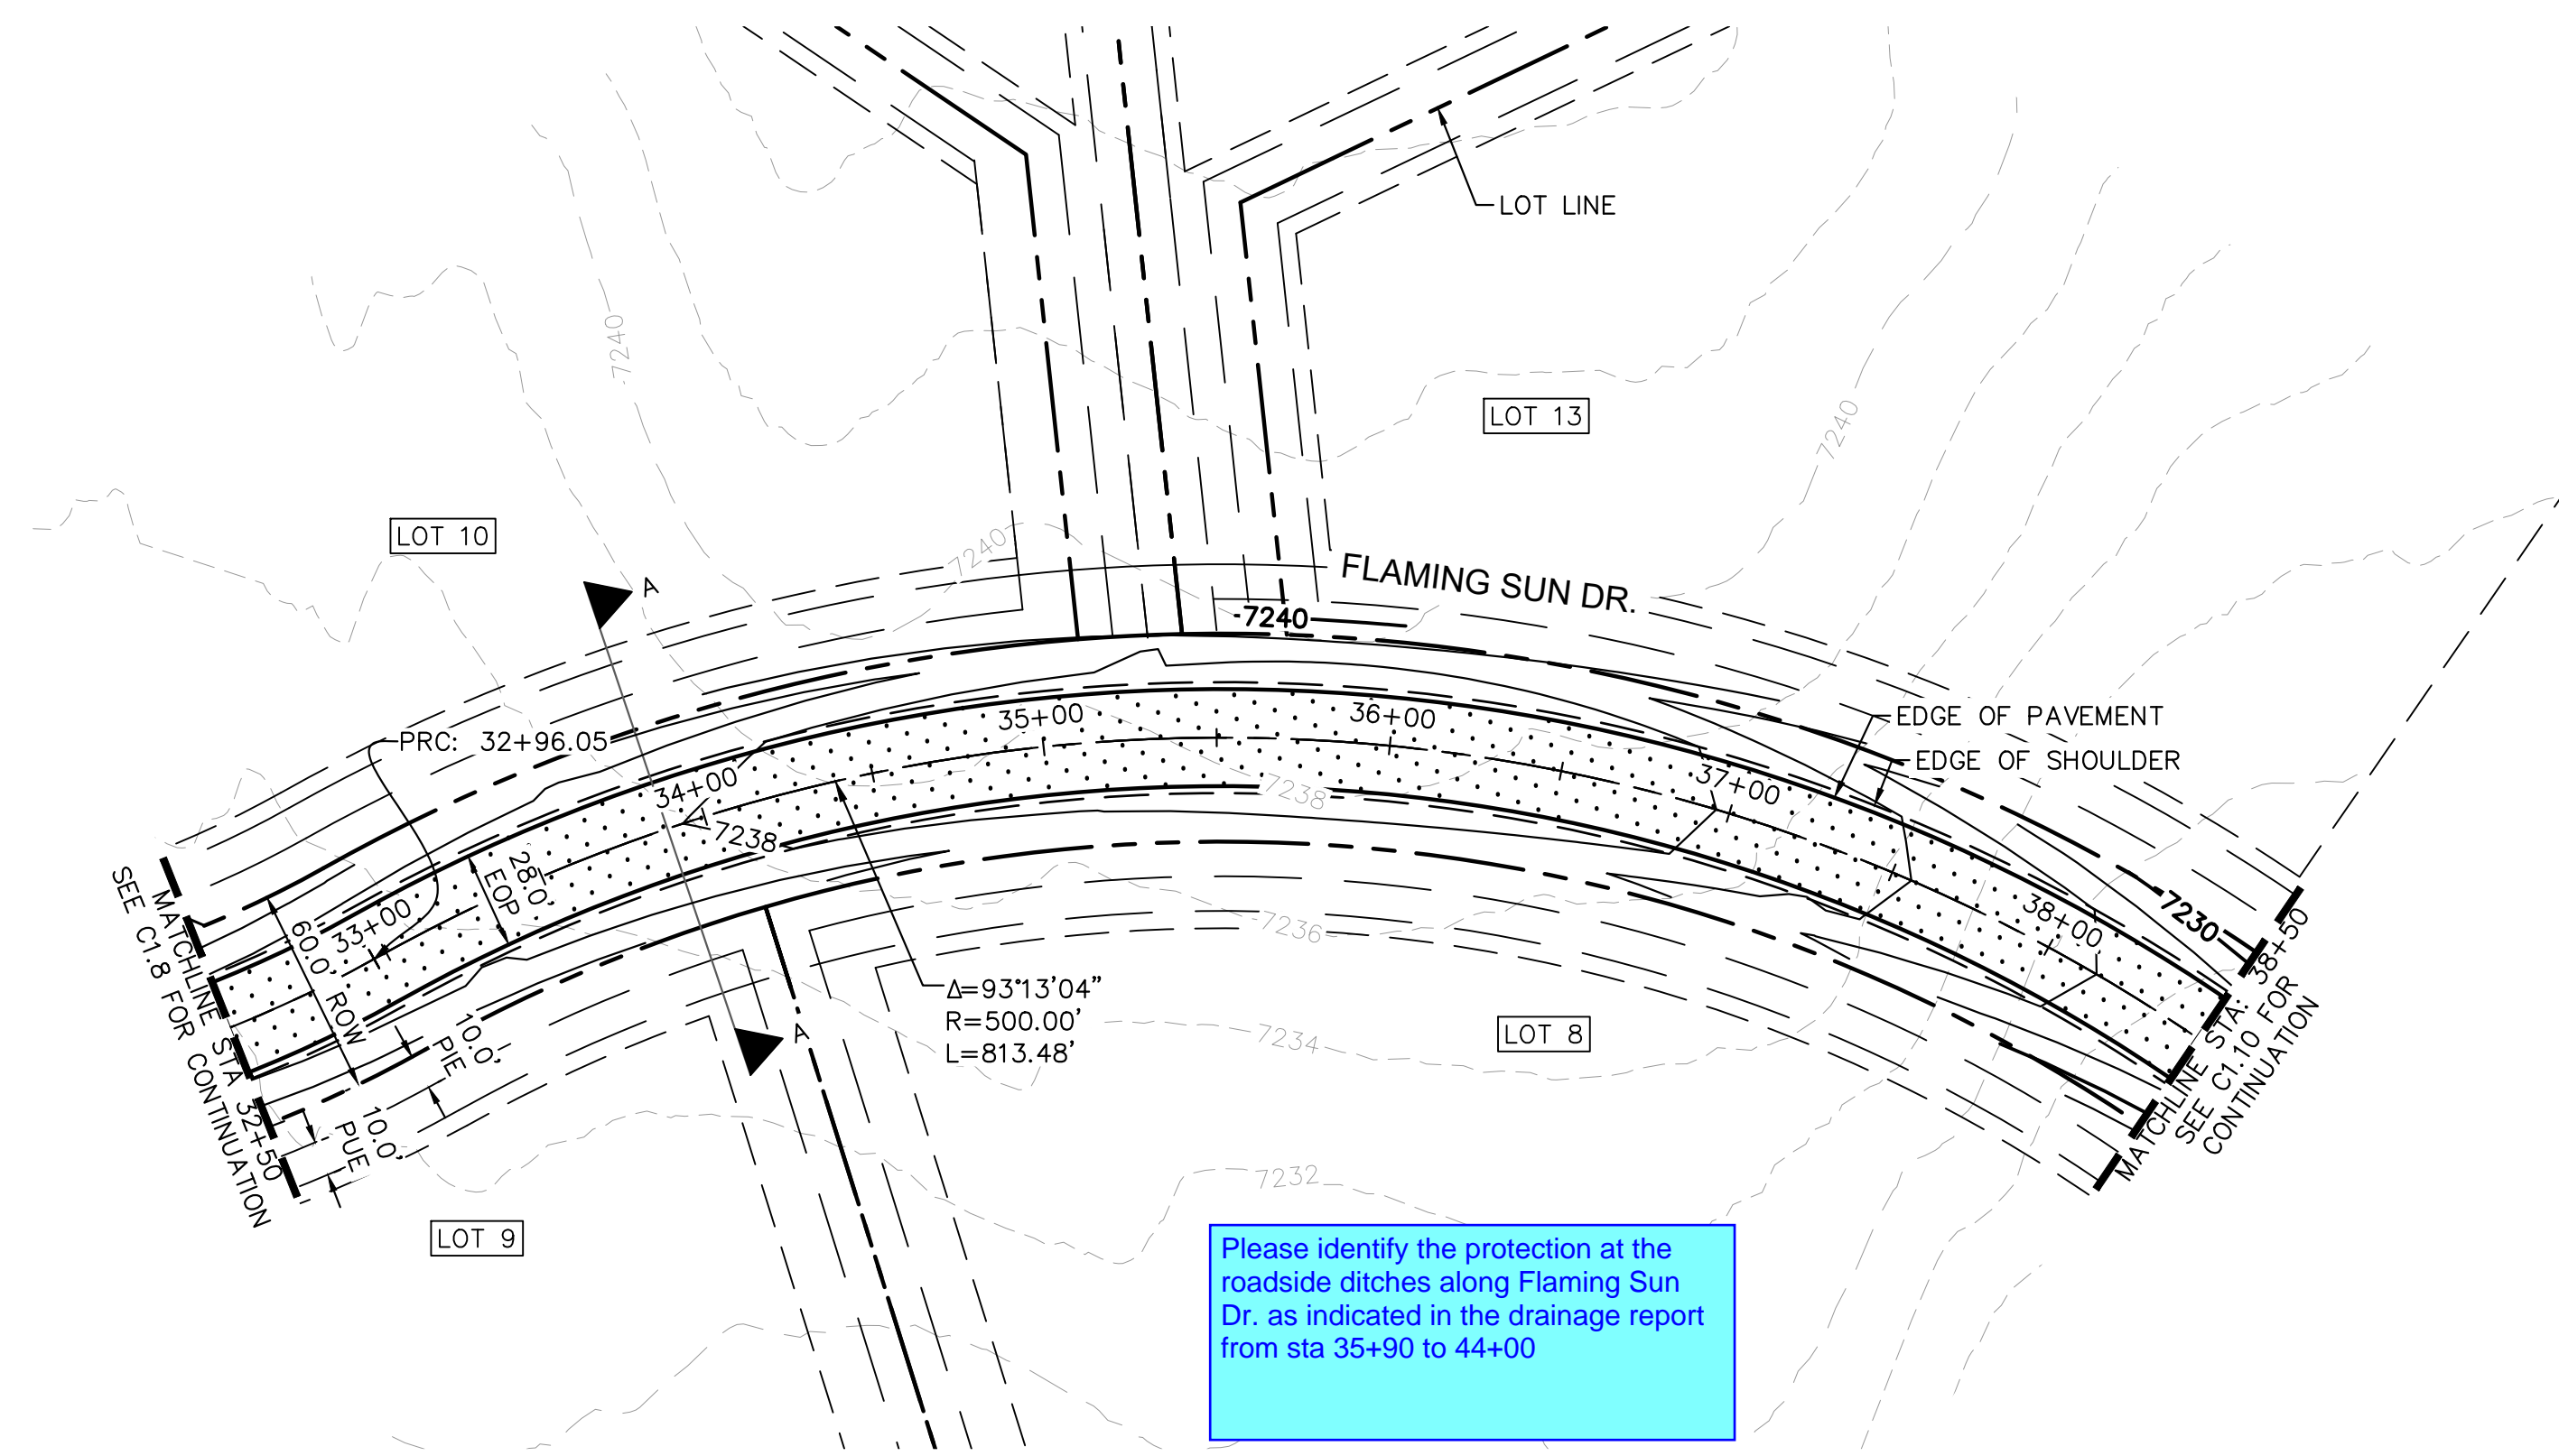 LOT LINE
7240
7240
LOT 13
LOT 10
7240
A
FLAMING SUN DR.
7240
PRC: 32+96.05
35+00
36+00
EDGE OF PAVEMENT
EDGE OF SHOULDER
34+00
37+00
7238
7238
28.0'
EOP
33+00
60.0' ROW
38+00
7230
7236
MATCHLINE STA 32+50
SEE C1.8 FOR CONTINUATION
Δ=93°13'04"
R=500.00'
L=813.48'
A
10.0'
PIE
7234
LOT 8
MATCHLINE STA: 38+50
SEE C1.10 FOR
CONTINUATION
10.0'
PUE
7232
LOT 9
Please identify the protection at the
roadside ditches along Flaming Sun
Dr. as indicated in the drainage report
from sta 35+90 to 44+00